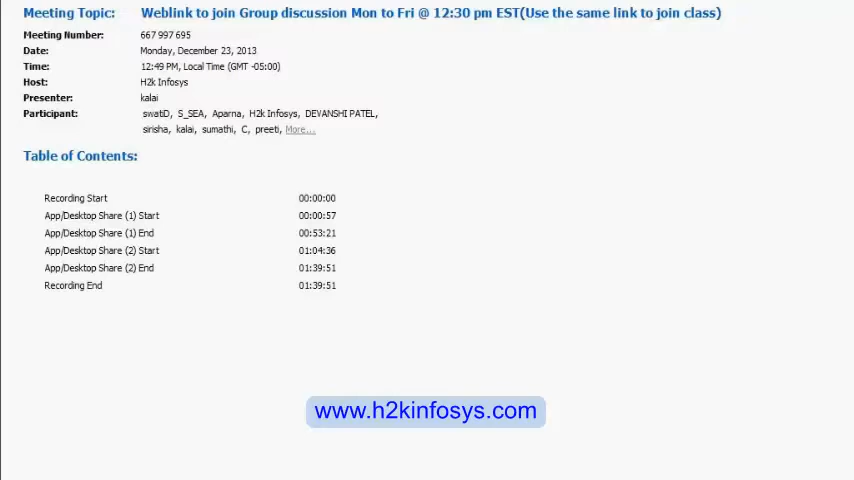 Meeting Topic: Weblink to join Group discussion Mon to Fri @ 12:30 pm EST(Use the same link to join class)
Meeting Number: 667 997 695
Date: Monday, December 23, 2013
Time: 12:49 PM, Local Time (GMT -05:00)
Host: H2k Infosys
Presenter: kalai
Participant: swatiD, S_SEA, Aparna, H2k Infosys, DEVANSHI PATEL,
sirisha, kalai, sumathi, C, preeti, More...
Table of Contents:
Recording Start 00:00:00
App/Desktop Share (1) Start 00:00:57
App/Desktop Share (1) End 00:53:21
App/Desktop Share (2) Start 01:04:36
App/Desktop Share (2) End 01:39:51
Recording End 01:39:51
www.h2kinfosys.com